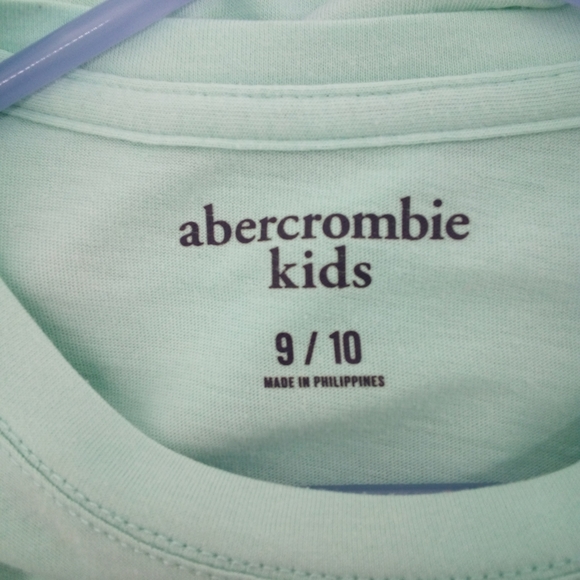 abercrombie
kids
9 / 10
MADE IN PHILIPPINES